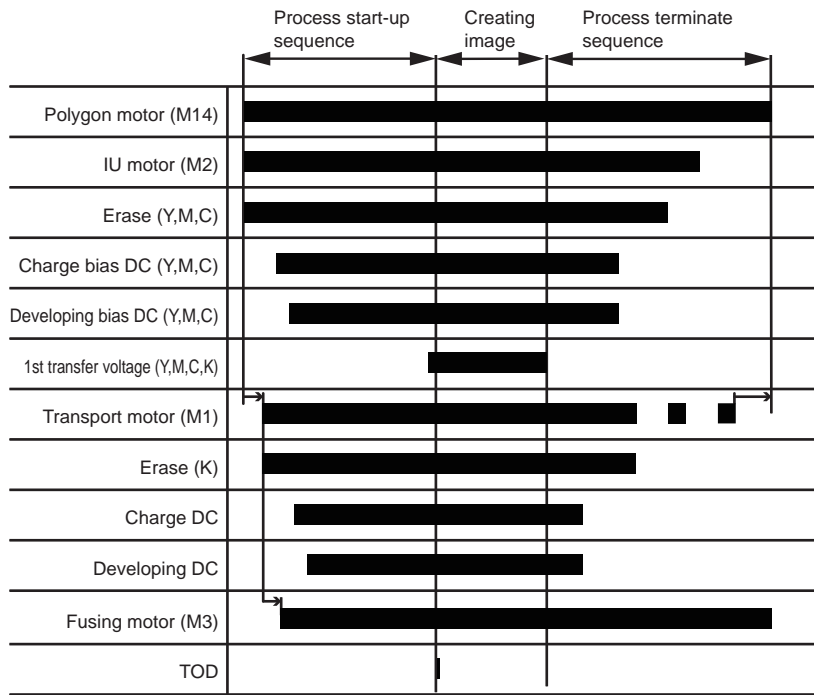 Process start-up
sequence
Creating
image
Process terminate
sequence
Polygon motor (M14)
IU motor (M2)
Erase (Y,M,C)
Charge bias DC (Y,M,C)
Developing bias DC (Y,M,C)
1st transfer voltage (Y,M,C,K)
Transport motor (M1)
Erase (K)
Charge DC
Developing DC
Fusing motor (M3)
TOD